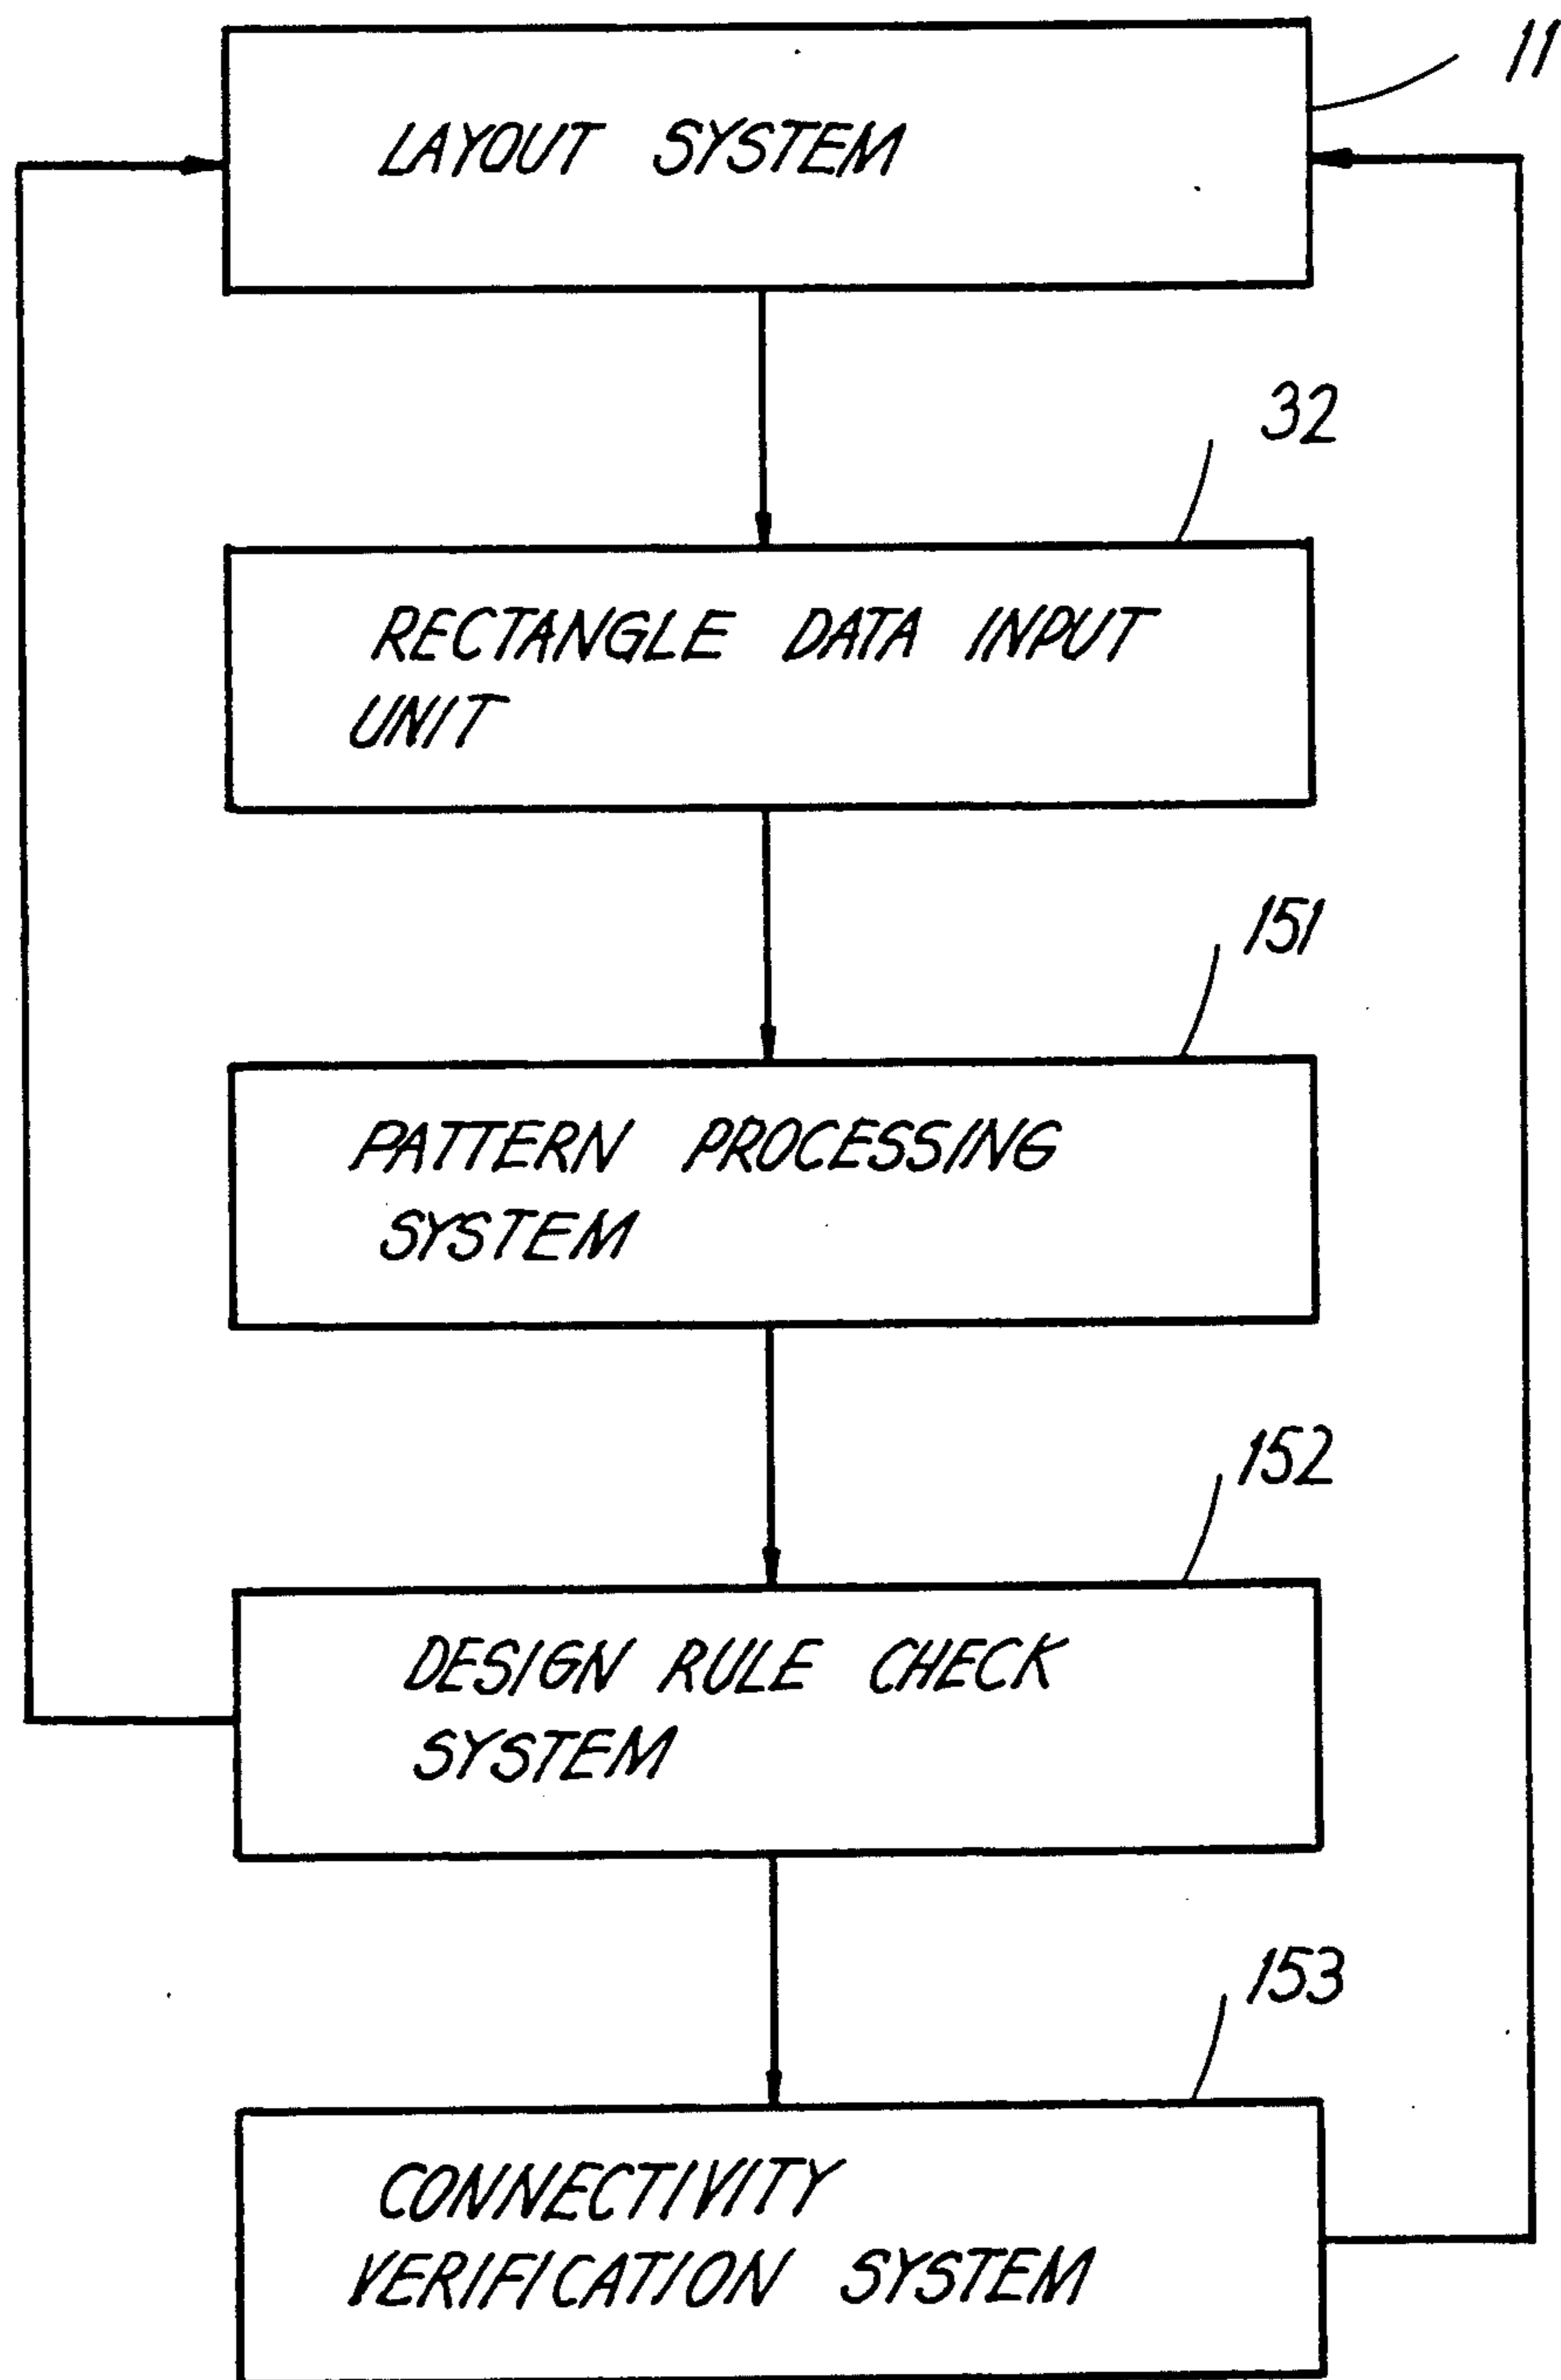 11
LAYOUT SYSTEM
32
RECTANGLE DATA INPUT
UNIT
151
PATTERN PROCESSING
SYSTEM
152
DESIGN RULE CHECK
SYSTEM
153
CONNECTIVITY
VERIFICATION SYSTEM